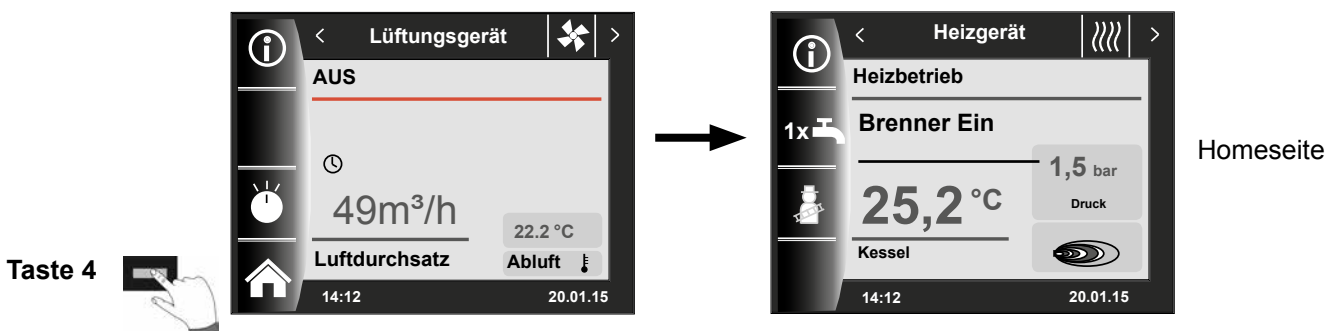 Lüftungsgerät
AUS
49m³/h
22.2 °C
Luftdurchsatz
Abluft
14:12
20.01.15
Taste 4
Heizgerät
Heizbetrieb
1x
Brenner Ein
1,5 bar
Druck
25,2 °C
Kessel
14:12
20.01.15
Homeseite